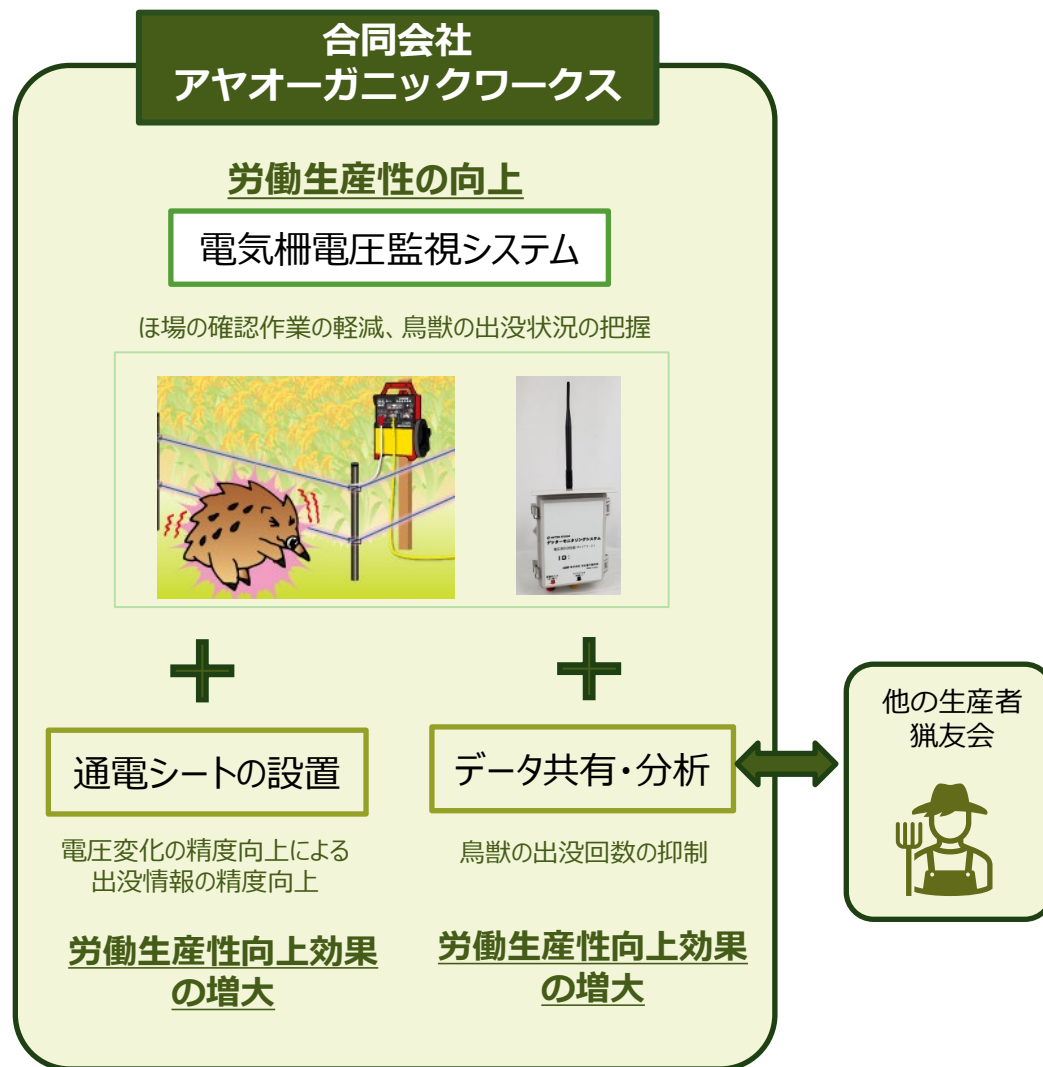 合同会社
アヤオーガニックワークス
労働生産性の向上
電気柵電圧監視システム
ほ場の確認作業の軽減、鳥獣の出没状況の把握
ゲッターモニタリングシステム
通電シートの設置
データ共有・分析
他の生産者
猟友会
電圧変化の精度向上による
出没情報の精度向上
鳥獣の出没回数の抑制
労働生産性向上効果
の増大
労働生産性向上効果
の増大